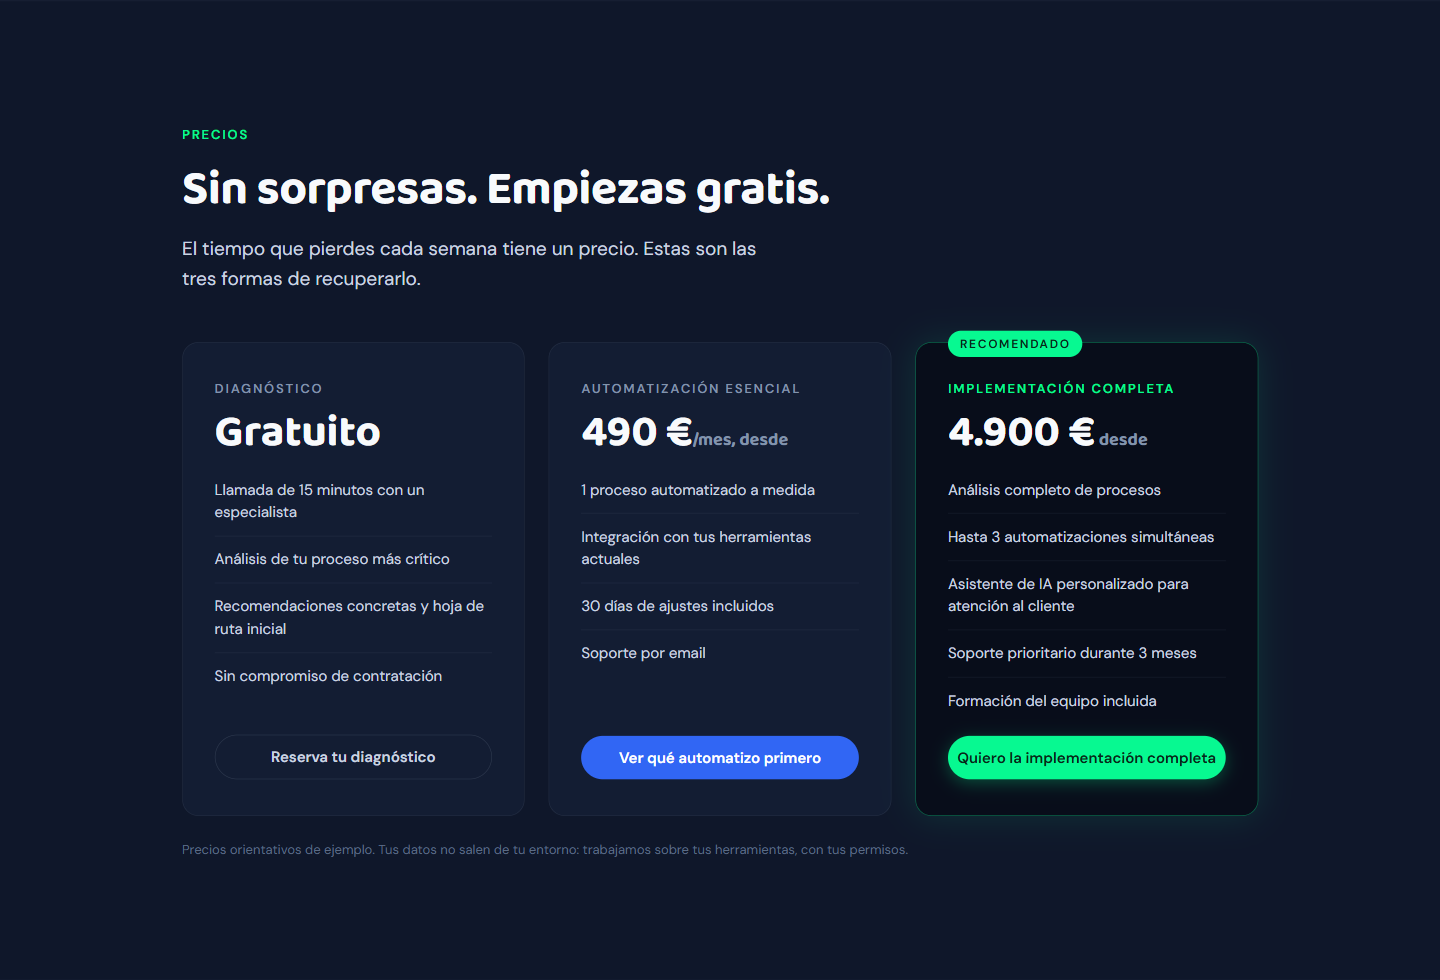 PRECIOS
Sin sorpresas. Empiezas gratis.
El tiempo que pierdes cada semana tiene un precio. Estas son las
tres formas de recuperarlo.
DIAGNÓSTICO
Gratuito
Llamada de 15 minutos con un
especialista
Análisis de tu proceso más crítico
Recomendaciones concretas y hoja de
ruta inicial
Sin compromiso de contratación
Reserva tu diagnóstico
AUTOMATIZACIÓN ESENCIAL
490 €/mes, desde
1 proceso automatizado a medida
Integración con tus herramientas
actuales
30 días de ajustes incluidos
Soporte por email
Ver qué automatizo primero
RECOMENDADO
IMPLEMENTACIÓN COMPLETA
4.900 € desde
Análisis completo de procesos
Hasta 3 automatizaciones simultáneas
Asistente de IA personalizado para
atención al cliente
Soporte prioritario durante 3 meses
Formación del equipo incluida
Quiero la implementación completa
Precios orientativos de ejemplo. Tus datos no salen de tu entorno: trabajamos sobre tus herramientas, con tus permisos.